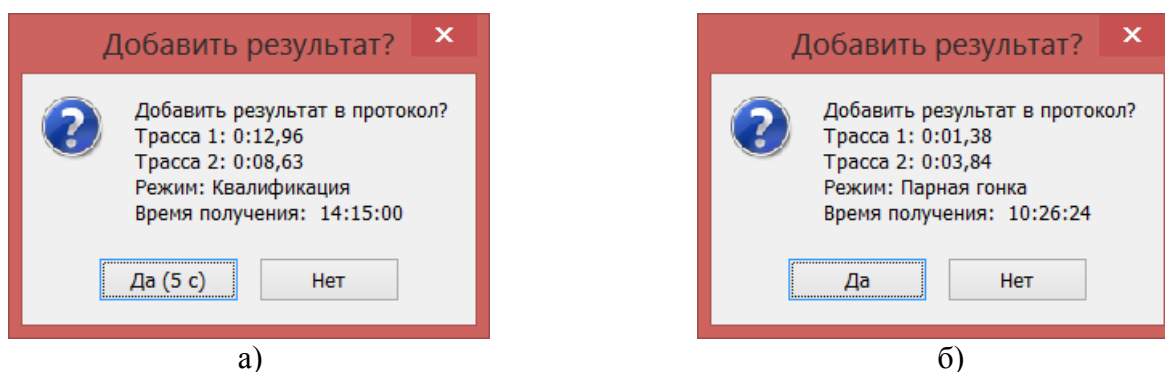 Добавить результат?
Добавить результат в протокол?
Трасса 1: 0:12,96
Трасса 2: 0:08,63
Режим: Квалификация
Время получения: 14:15:00
Да (5 с)
Нет
а)
Добавить результат?
Добавить результат в протокол?
Трасса 1: 0:01,38
Трасса 2: 0:03,84
Режим: Парная гонка
Время получения: 10:26:24
Да
Нет
б)